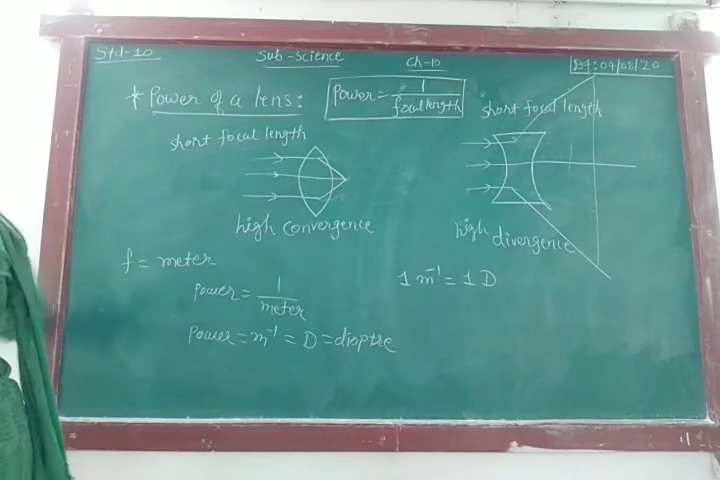 Std-10
Sub-Science
Ch-10
Dt:04/08/20
* Power of a lens:
Power = 1/focal length
short focal length
short focal length
high convergence
high divergence
f = meter
Power = 1/meter
1 m⁻¹ = 1 D
Power = m⁻¹ = D = dioptre